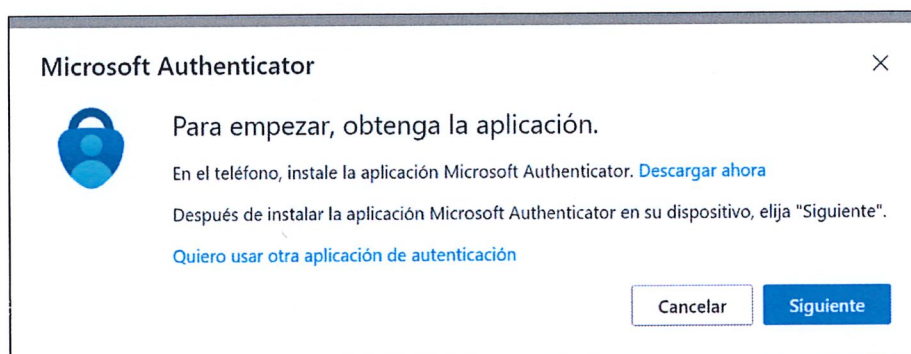 Microsoft Authenticator
Para empezar, obtenga la aplicación.
En el teléfono, instale la aplicación Microsoft Authenticator. Descargar ahora
Después de instalar la aplicación Microsoft Authenticator en su dispositivo, elija "Siguiente".
Quiero usar otra aplicación de autenticación
Cancelar Siguiente